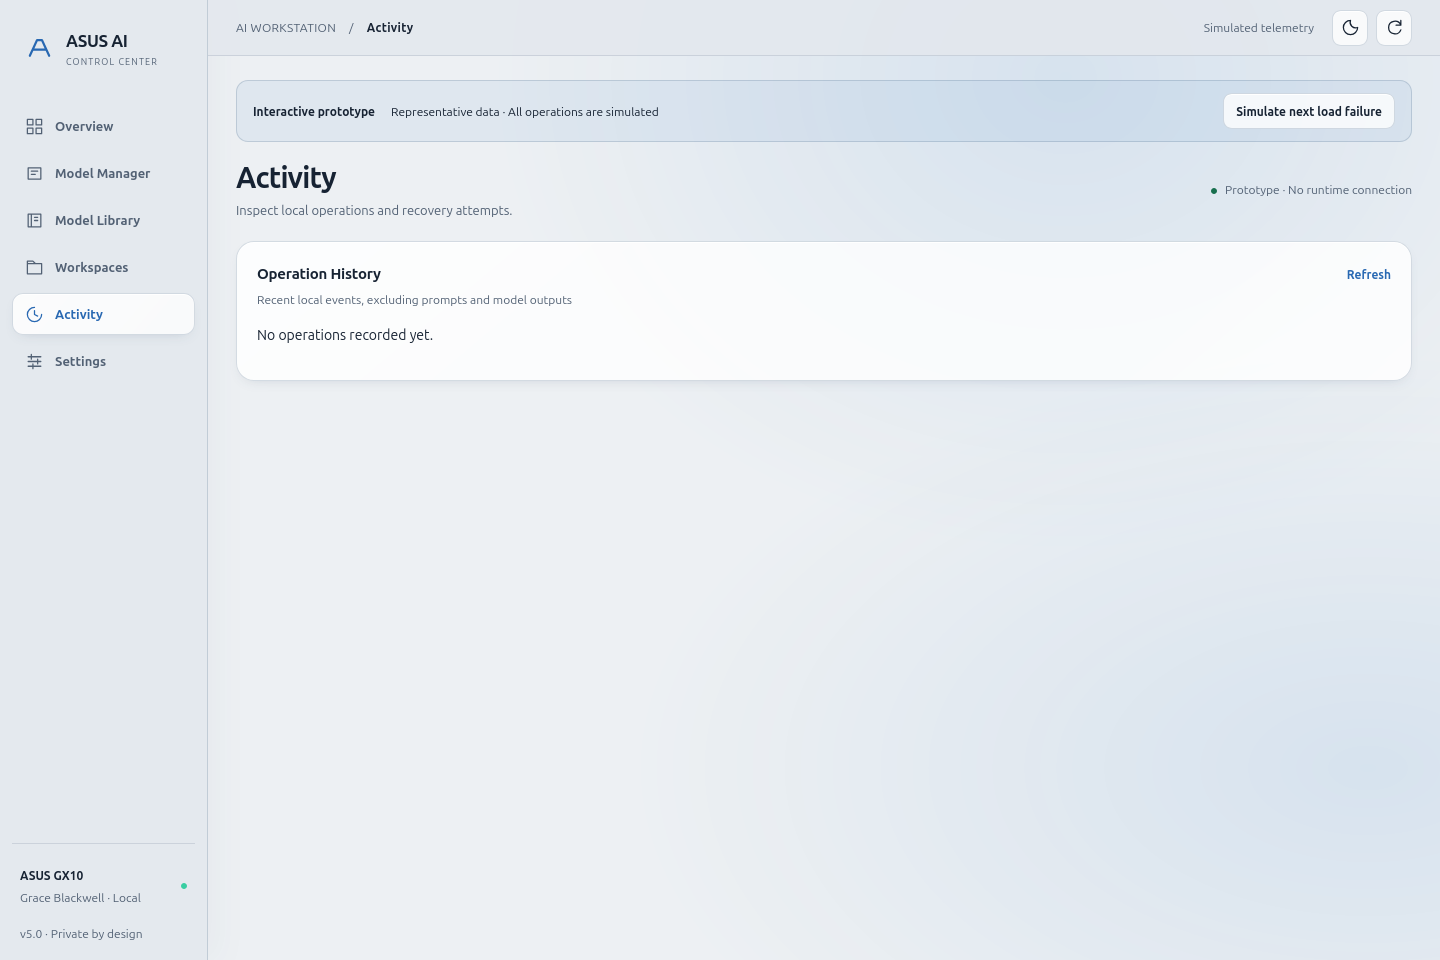 ASUS AI
CONTROL CENTER
Overview
Model Manager
Model Library
Workspaces
Activity
Settings
ASUS GX10
Grace Blackwell · Local
v5.0 · Private by design
AI WORKSTATION / Activity
Simulated telemetry
Interactive prototype Representative data · All operations are simulated
Simulate next load failure
Activity
Inspect local operations and recovery attempts.
Prototype · No runtime connection
Operation History
Refresh
Recent local events, excluding prompts and model outputs
No operations recorded yet.